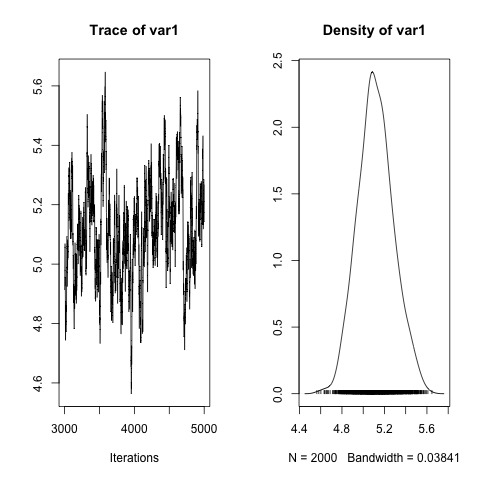 Trace of var1
5.6
5.4
5.2
5.0
4.8
4.6
3000 4000 5000
Iterations
Density of var1
2.5
2.0
1.5
1.0
0.5
0.0
4.4 4.8 5.2 5.6
N = 2000 Bandwidth = 0.03841